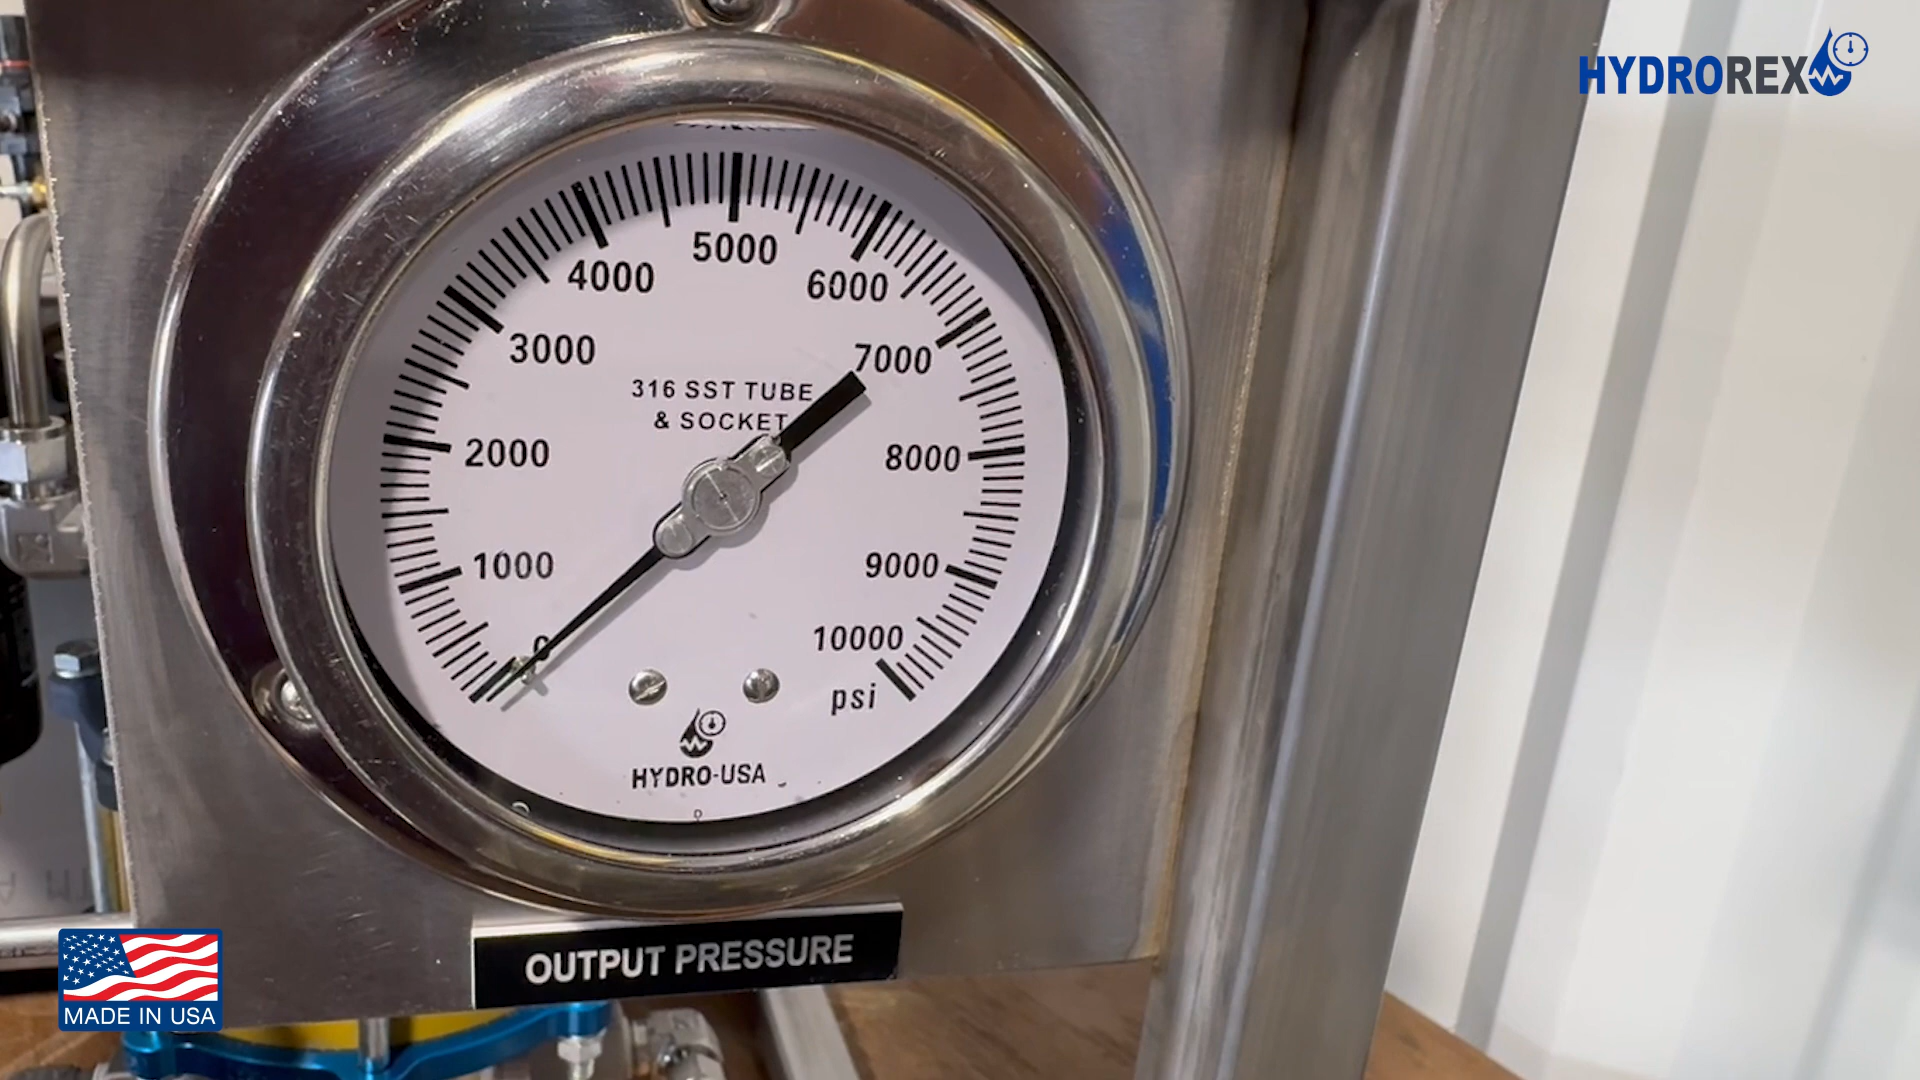 HYDROREX
5000
4000
6000
3000
7000
316 SST TUBE
& SOCKET
2000
8000
1000
9000
0
10000
psi
HYDRO-USA
OUTPUT PRESSURE
MADE IN USA